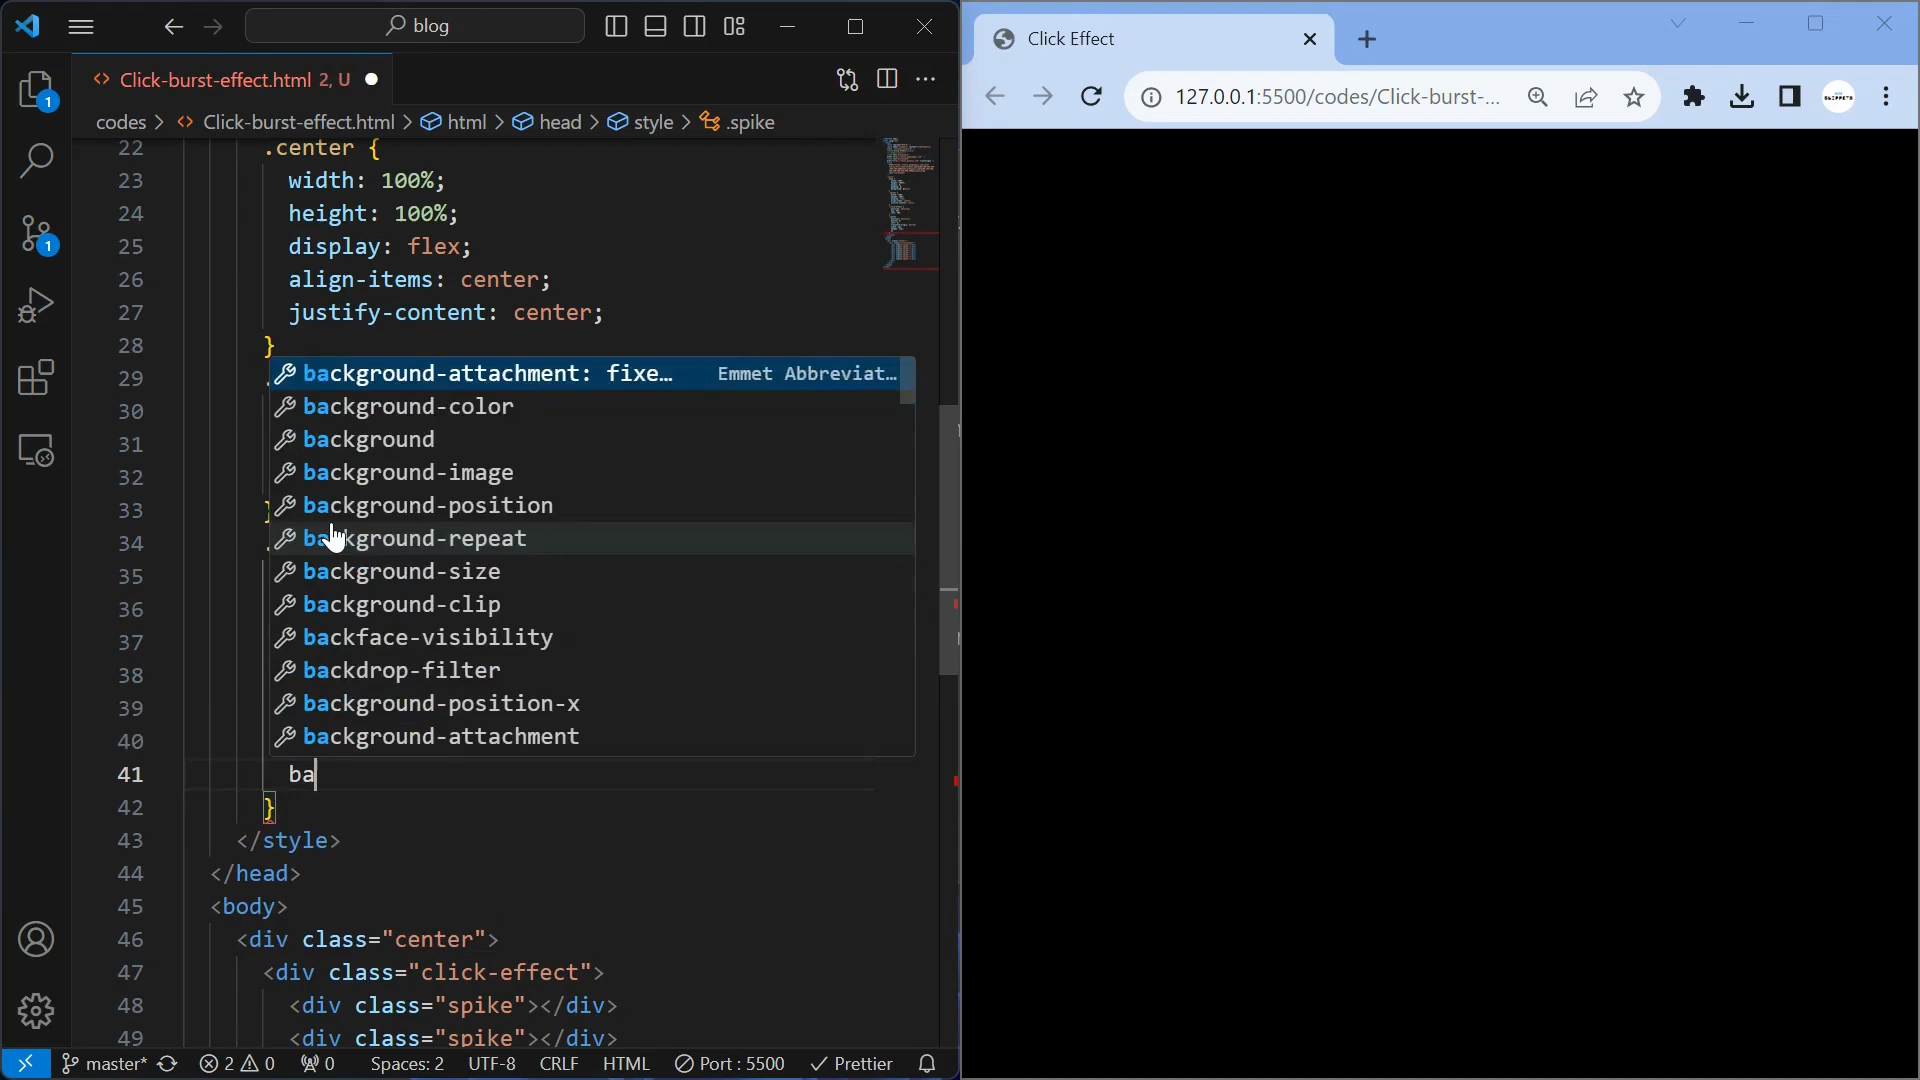 blog
Click-burst-effect.html 2, U
codes > Click-burst-effect.html > html > head > style > .spike
22 .center {
23 width: 100%;
24 height: 100%;
25 display: flex;
26 align-items: center;
27 justify-content: center;
28 }
29
30
31
32
33
34
35
36
37
38
39
40
background-attachment: fixe… Emmet Abbreviat…
background-color
background
background-image
background-position
background-repeat
background-size
background-clip
backface-visibility
backdrop-filter
background-position-x
background-attachment
41 ba
42 }
43 </style>
44 </head>
45 <body>
46 <div class="center">
47 <div class="click-effect">
48 <div class="spike"></div>
49 <div class="spike"></div>
master* 2 0 0 Spaces: 2 UTF-8 CRLF HTML Port : 5500 Prettier
1
1
Click Effect
127.0.0.1:5500/codes/Click-burst-...